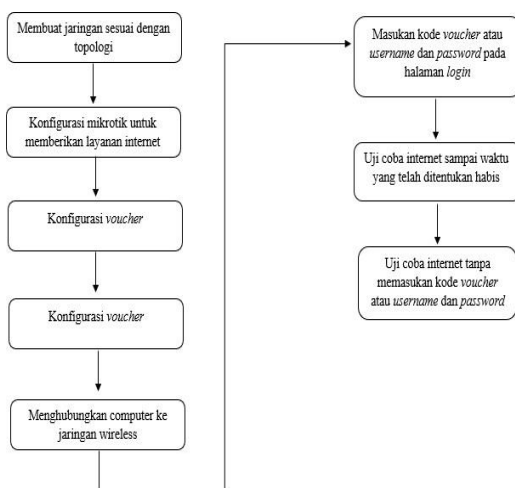 Membuat jaringan sesuai dengan
topologi
Konfigurasi mikrotik untuk
memberikan layanan internet
Konfigurasi voucher
Konfigurasi voucher
Menghubungkan computer ke
jaringan wireless
Masukan kode voucher atau
username dan password pada
halaman login
Uji coba internet sampai waktu
yang telah ditentukan habis
Uji coba internet tanpa
memasukan kode voucher
atau username dan password